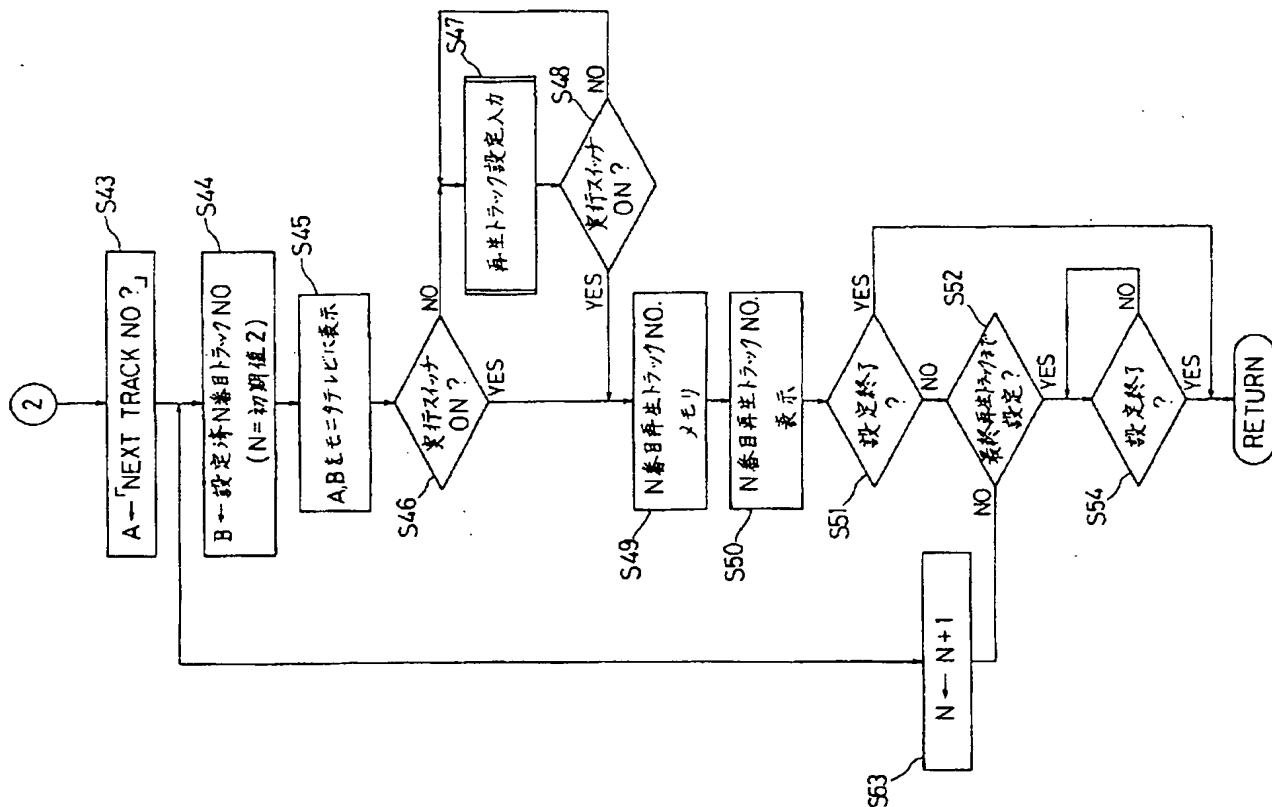 2
S43
A←「NEXT TRACK NO?」
S44
B←設定済N番目トラックNO
(N=初期値2)
S45
A,Bをモニタテレビに表示
S46
実行スイッチ
ON?
NO
YES
S47
再生トラック設定入力
S48
実行スイッチ
ON?
NO
YES
S49
N番目再生トラックNO.
メモリ
S50
N番目再生トラックNO.
表示
S51
設定終了
?
YES
NO
S52
最終再生トラックまで
設定?
NO
YES
S53
N←N+1
S54
設定終了
?
NO
YES
RETURN